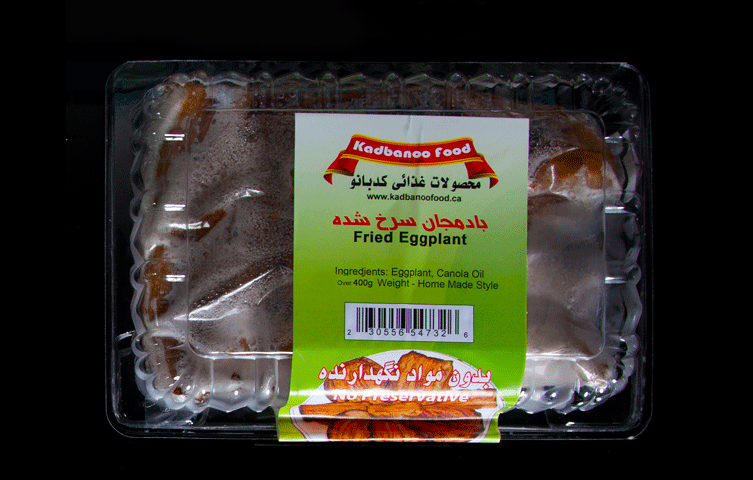 Kadbanoo Food
محصولات غذائی کدبانو
www.kadbanoofood.ca
بادمجان سرخ شده
Fried Eggplant
Ingredients: Eggplant, Canola Oil
Over 400g Weight - Home Made Style
2 30556 54732 6
بدون مواد نگهدارنده
No Preservative